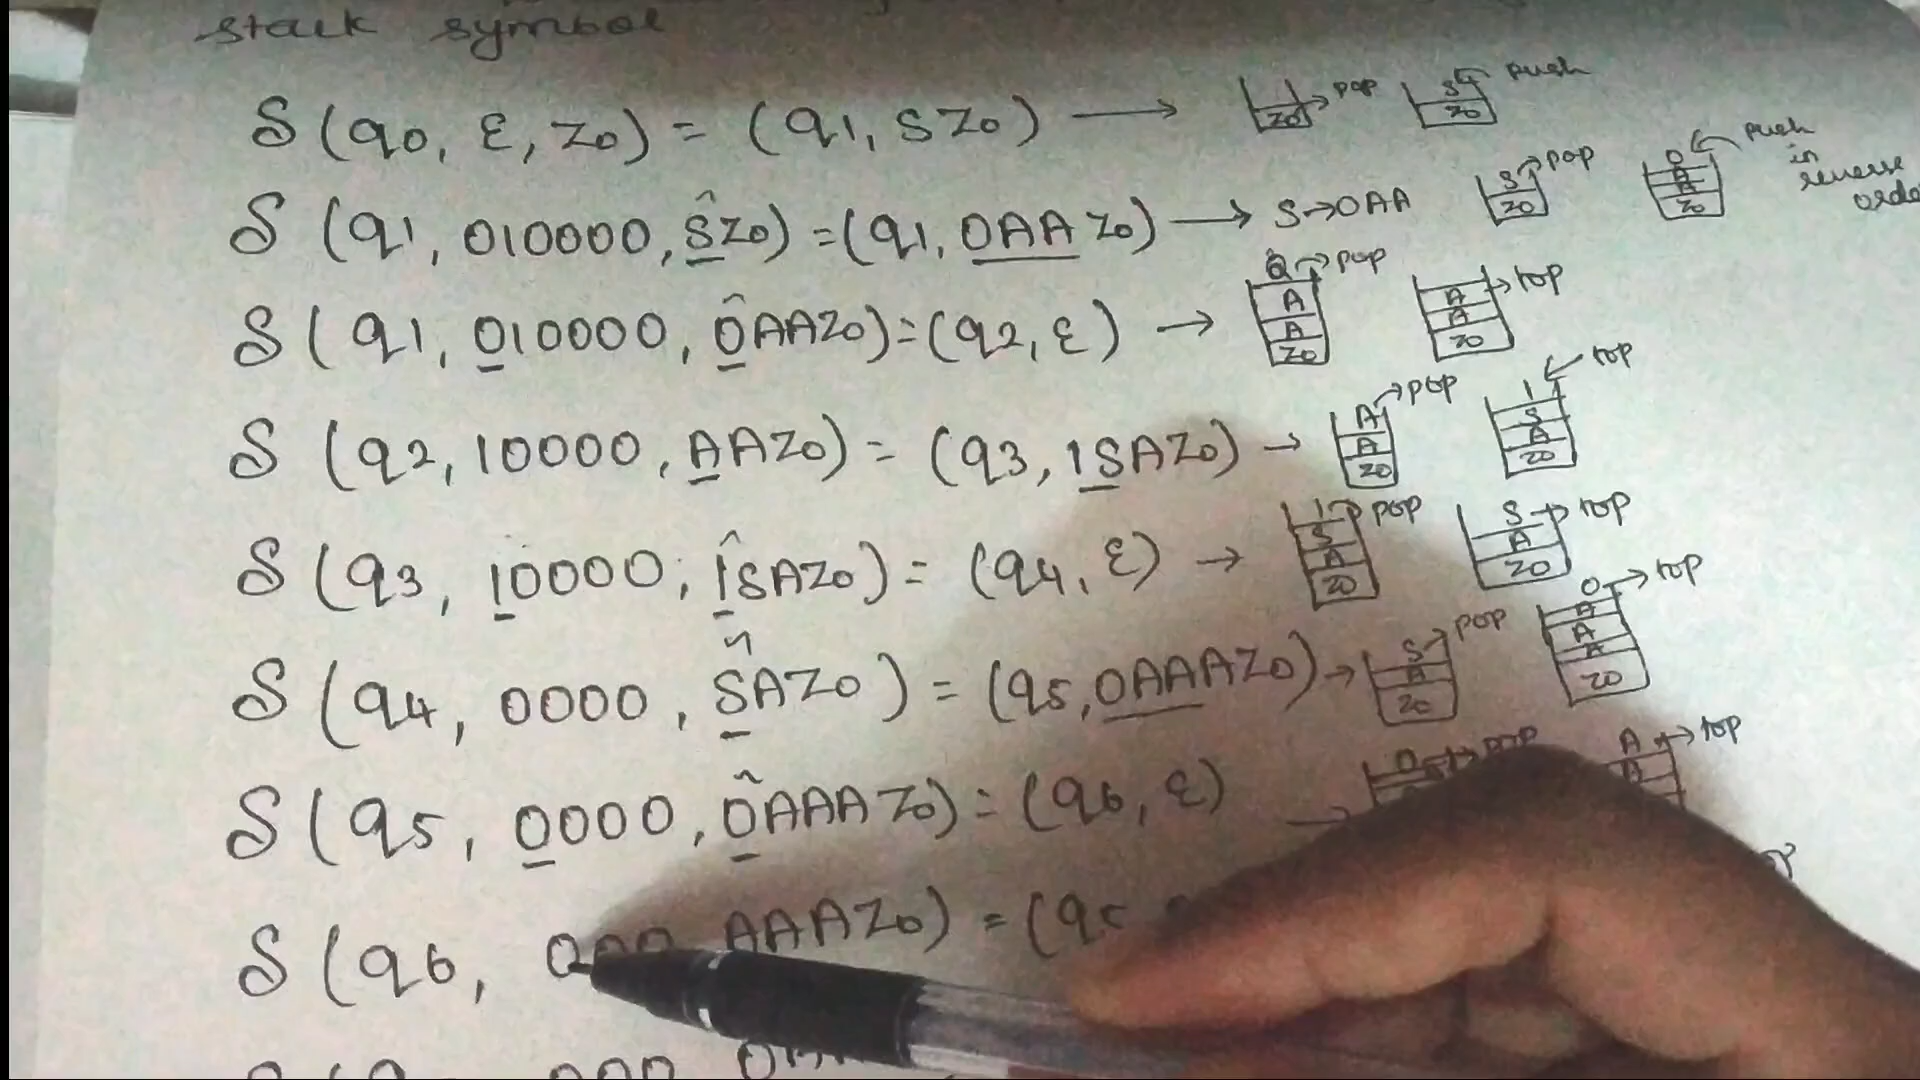 stack symbol
δ(q0, ε, z0) = (q1, SZ0) → z0 →pop S z0 push
δ(q1, 010000, SZ0) = (q1, 0AAZ0) → S→0AA S z0 →pop 0 A A z0 push in reverse
δ(q1, 010000, 0AAZ0) = (q2, ε) → 0 A A z0 →pop A A z0 →top
δ(q2, 10000, AAZ0) = (q3, 1SAZ0) → A A z0 →pop 1 S A z0 top
δ(q3, 10000, 1SAZ0) = (q4, ε) → 1 S A z0 →pop S A z0 →top
δ(q4, 0000, SAZ0) = (q5, 0AAAZ0) → S A z0 →pop 0 A A A z0 →top
δ(q5, 0000, 0AAAZ0) = (q6, ε) → 0 →pop A A →top
δ(q6, 000 AAAZ0) = (q5